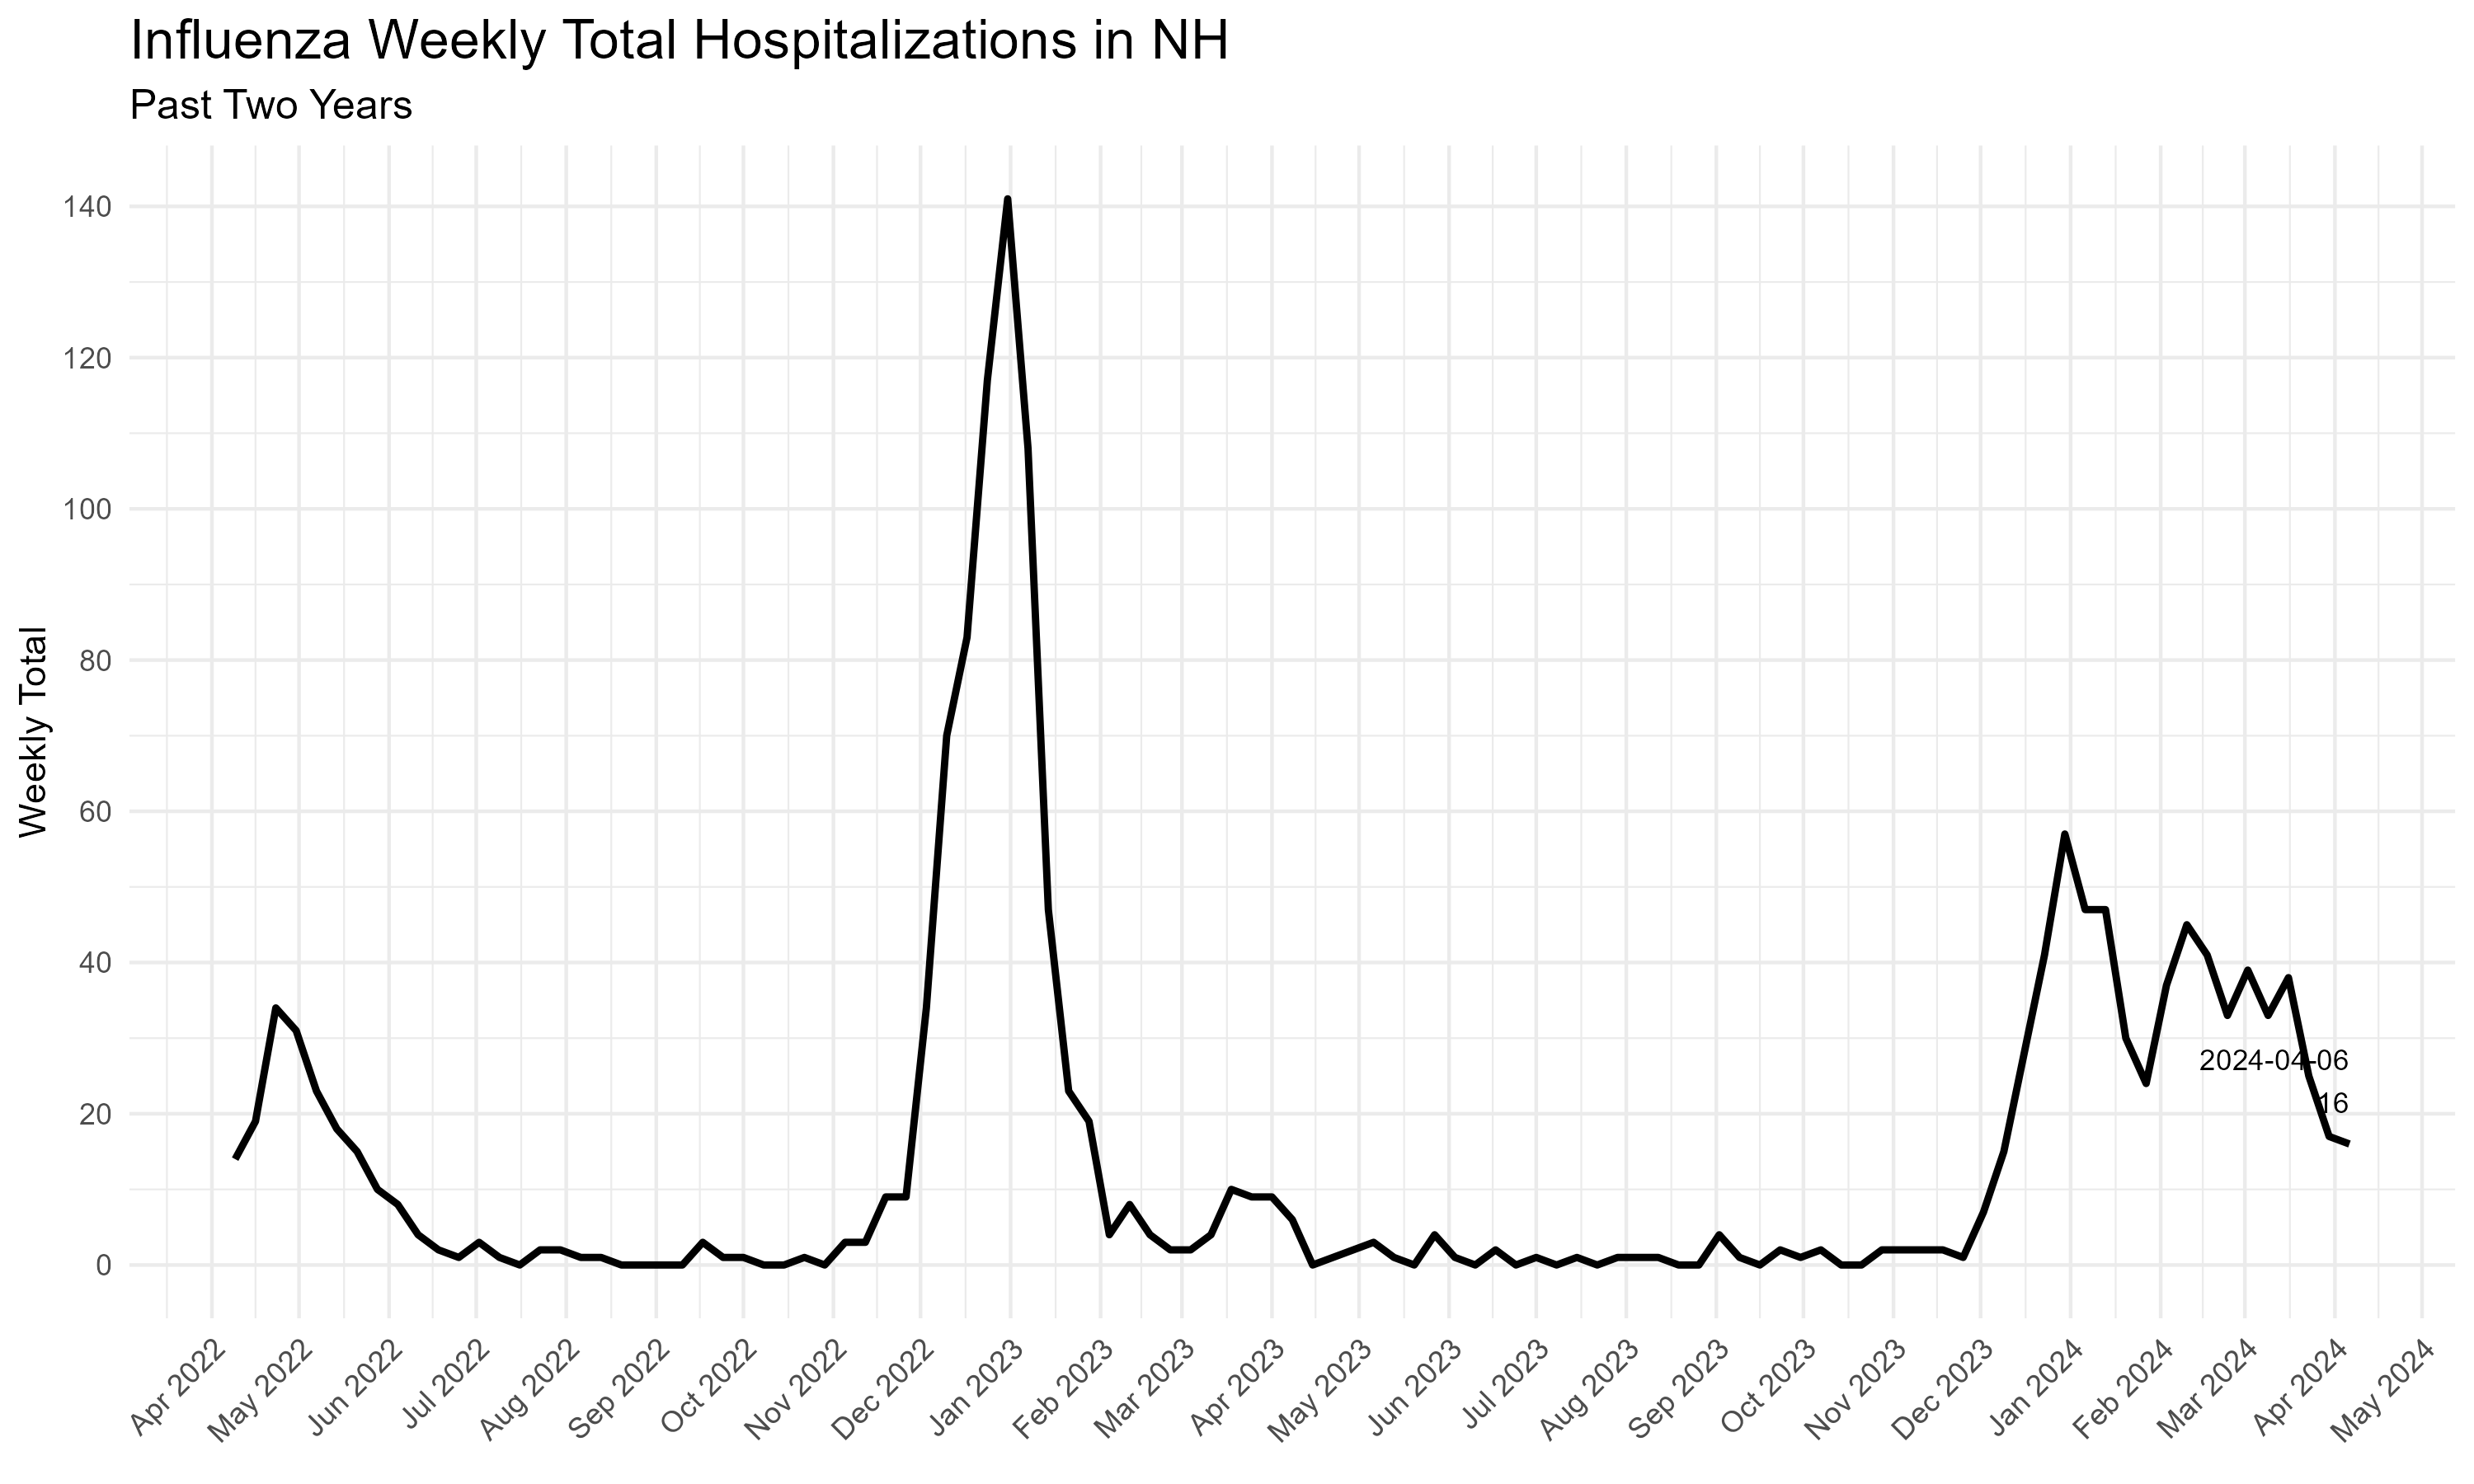 Influenza Weekly Total Hospitalizations in NH
Past Two Years
Weekly Total
140
120
100
80
60
40
20
0
2024-04-06
16
Apr 2022
May 2022
Jun 2022
Jul 2022
Aug 2022
Sep 2022
Oct 2022
Nov 2022
Dec 2022
Jan 2023
Feb 2023
Mar 2023
Apr 2023
May 2023
Jun 2023
Jul 2023
Aug 2023
Sep 2023
Oct 2023
Nov 2023
Dec 2023
Jan 2024
Feb 2024
Mar 2024
Apr 2024
May 2024